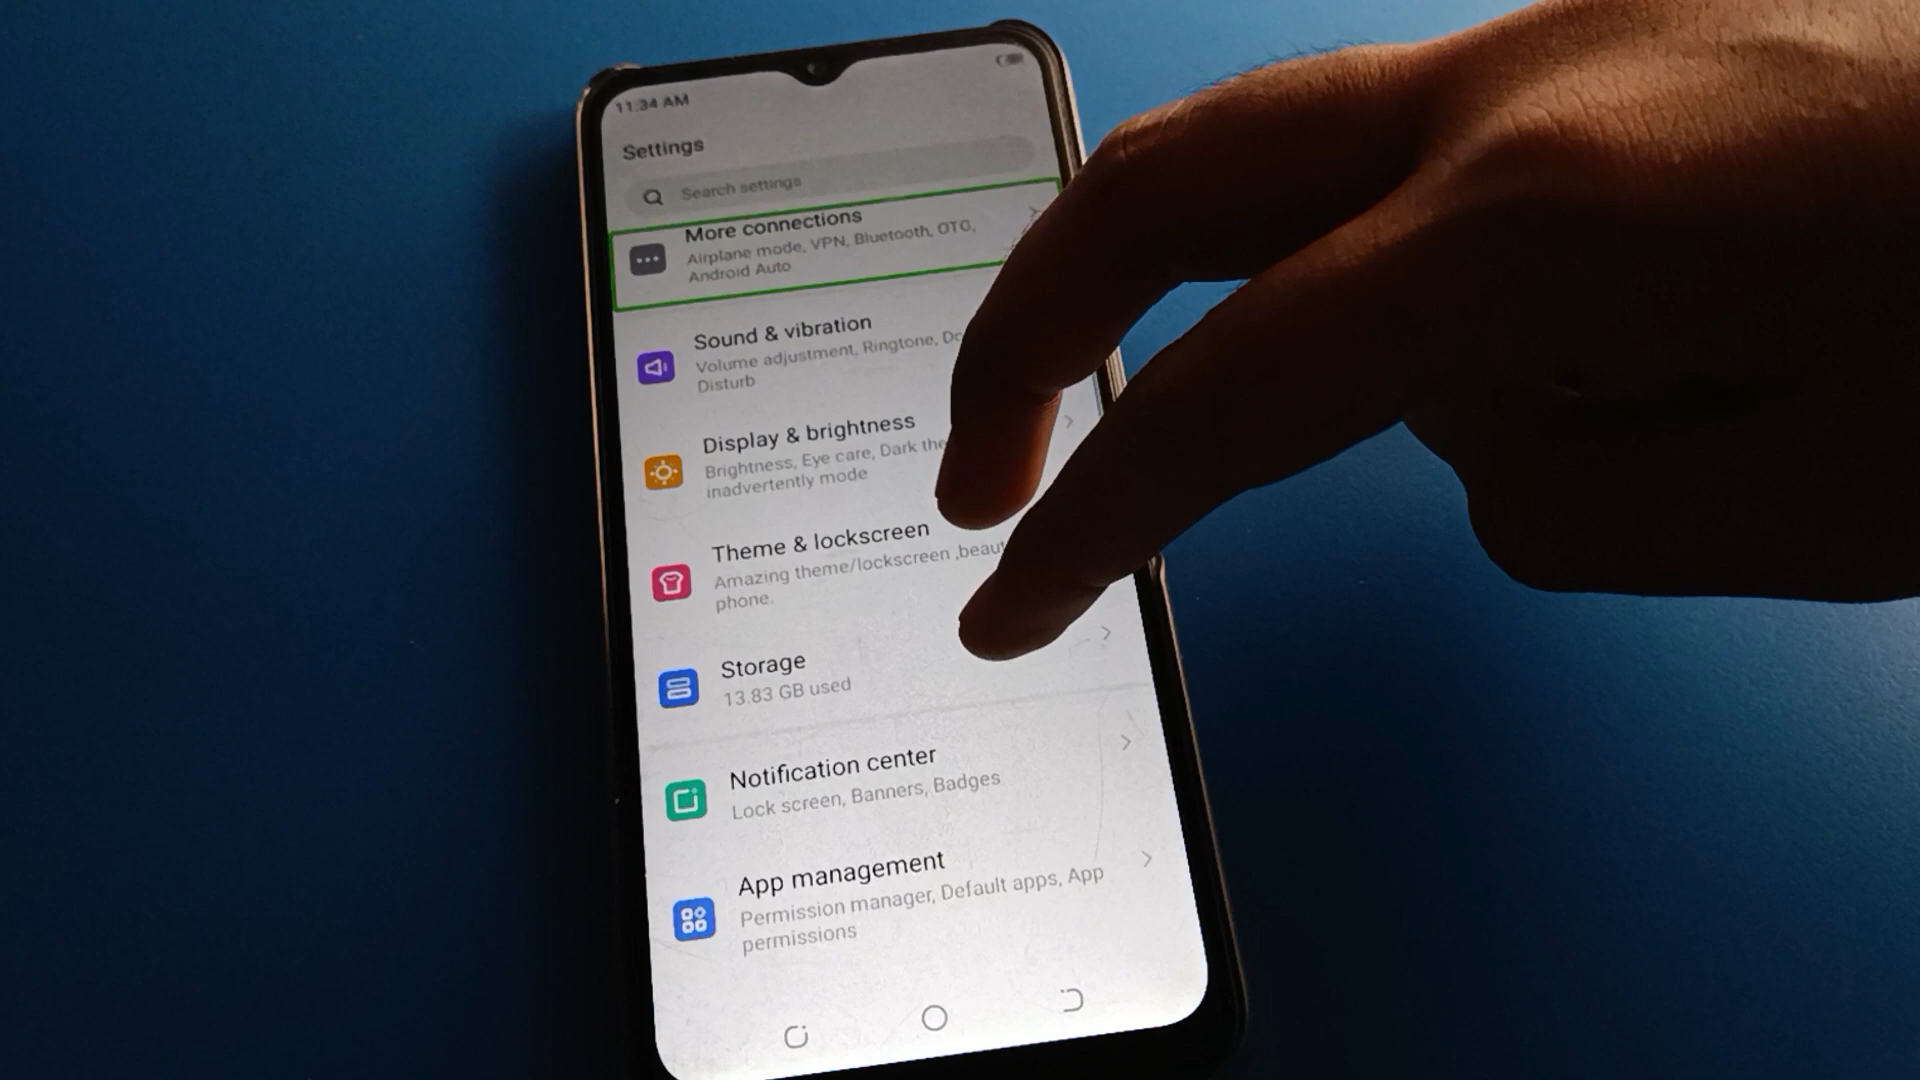 11:34 AM
Settings
Search settings
More connections
Airplane mode, VPN, Bluetooth, OTG,
Android Auto
Sound & vibration
Volume adjustment, Ringtone,
Disturb
Display & brightness
Brightness, Eye care, Dark
inadvertently mode
Theme & lockscreen
Amazing theme/lockscreen
phone.
Storage
13.83 GB used
Notification center
Lock screen, Banners, Badges
App management
Permission manager, Default apps, App
permissions